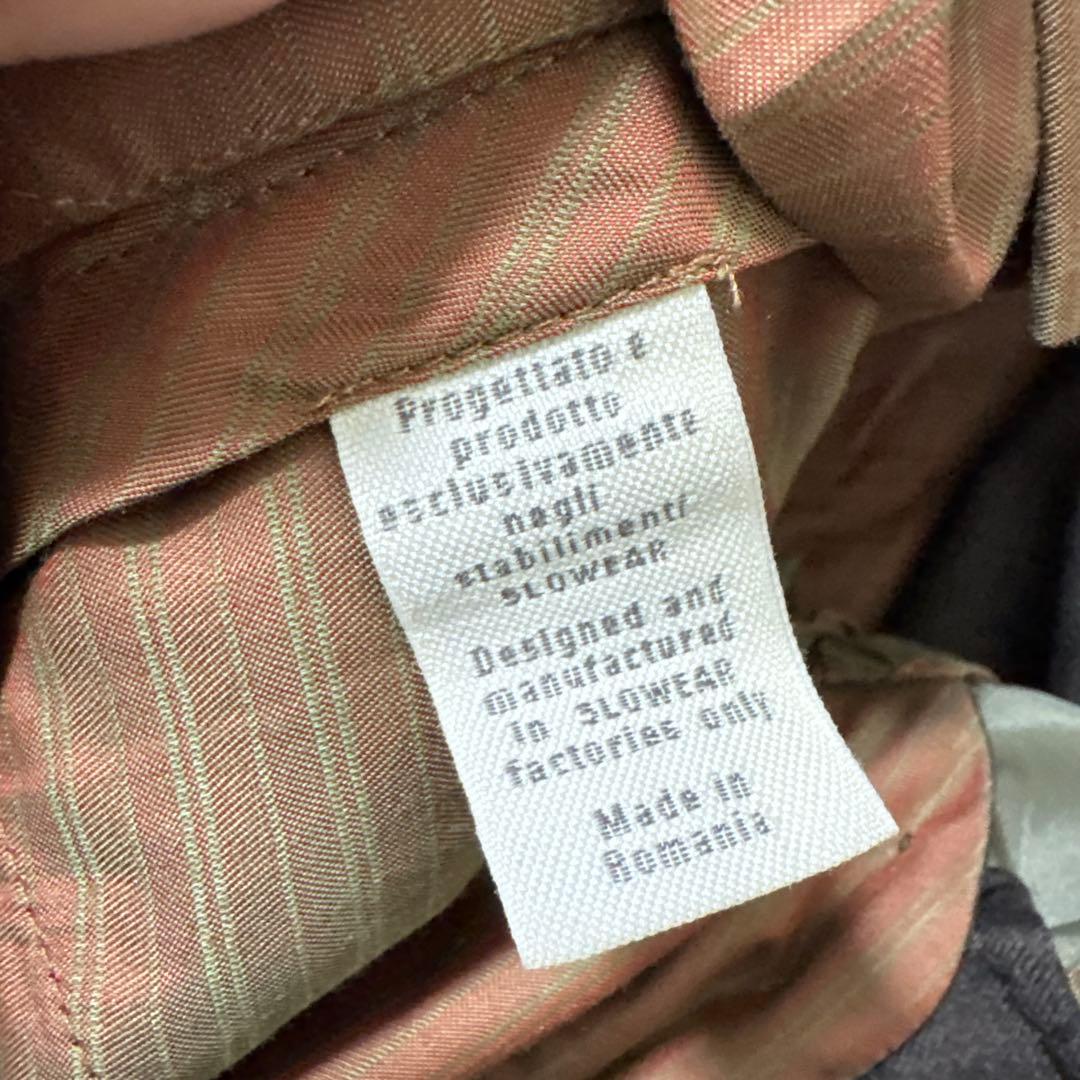 Progettato e
prodotto
esclusivamente
negli
stabilimenti
SLOWEAR
Designed and
manufactured
in SLOWEAR
factories only
Made in
Romania